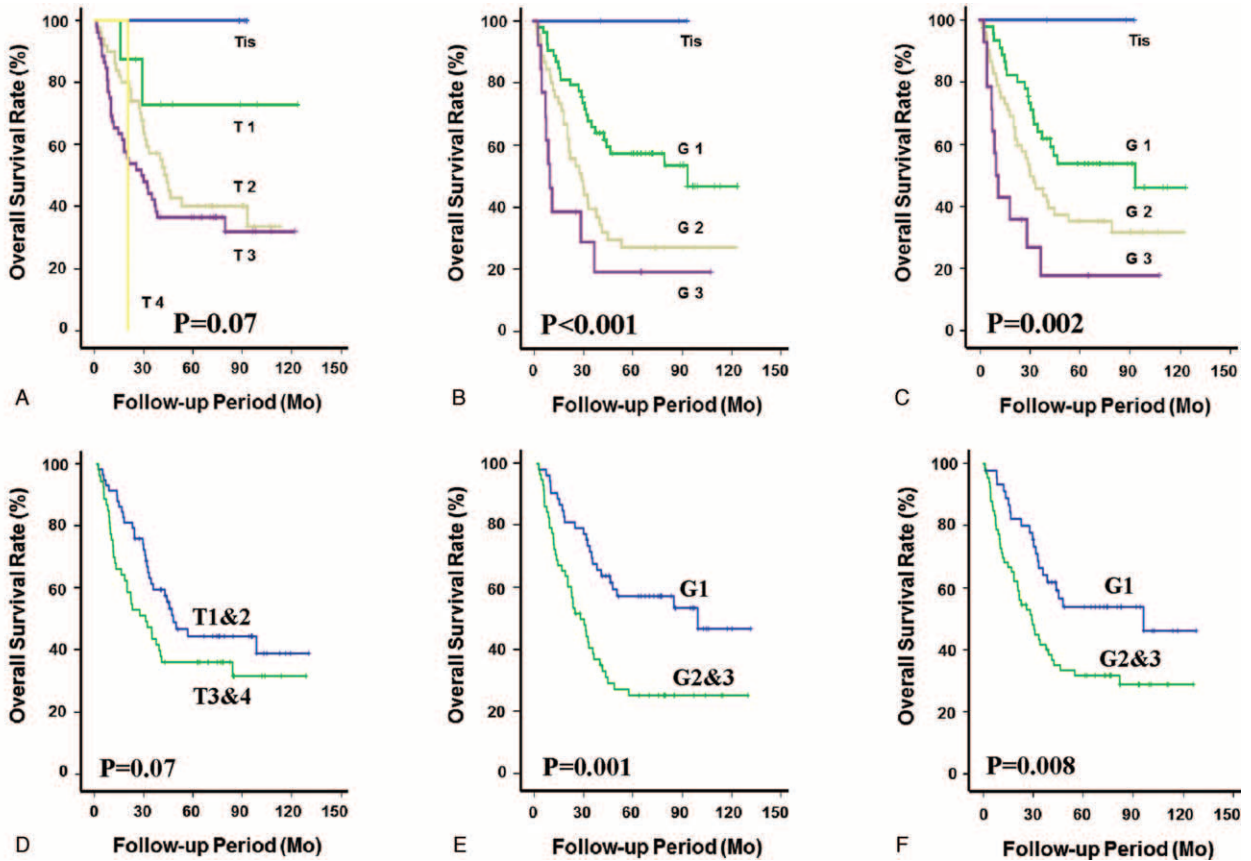 Overall Survival Rate (%)
100
80
60
40
20
0
Tis
T 1
T 2
T 3
T 4
P=0.07
0 30 60 90 120 150
A
Follow-up Period (Mo)
Overall Survival Rate (%)
100
80
60
40
20
0
Tis
G 1
G 2
G 3
P<0.001
0 30 60 90 120 150
B
Follow-up Period (Mo)
Overall Survival Rate (%)
100
80
60
40
20
0
Tis
G 1
G 2
G 3
P=0.002
0 30 60 90 120 150
C
Follow-up Period (Mo)
Overall Survival Rate (%)
100
80
60
40
20
0
T1&2
T3&4
P=0.07
0 30 60 90 120 150
D
Follow-up Period (Mo)
Overall Survival Rate (%)
100
80
60
40
20
0
G1
G2&3
P=0.001
0 30 60 90 120 150
E
Follow-up Period (Mo)
Overall Survival Rate (%)
100
80
60
40
20
0
G1
G2&3
P=0.008
0 30 60 90 120 150
F
Follow-up Period (Mo)